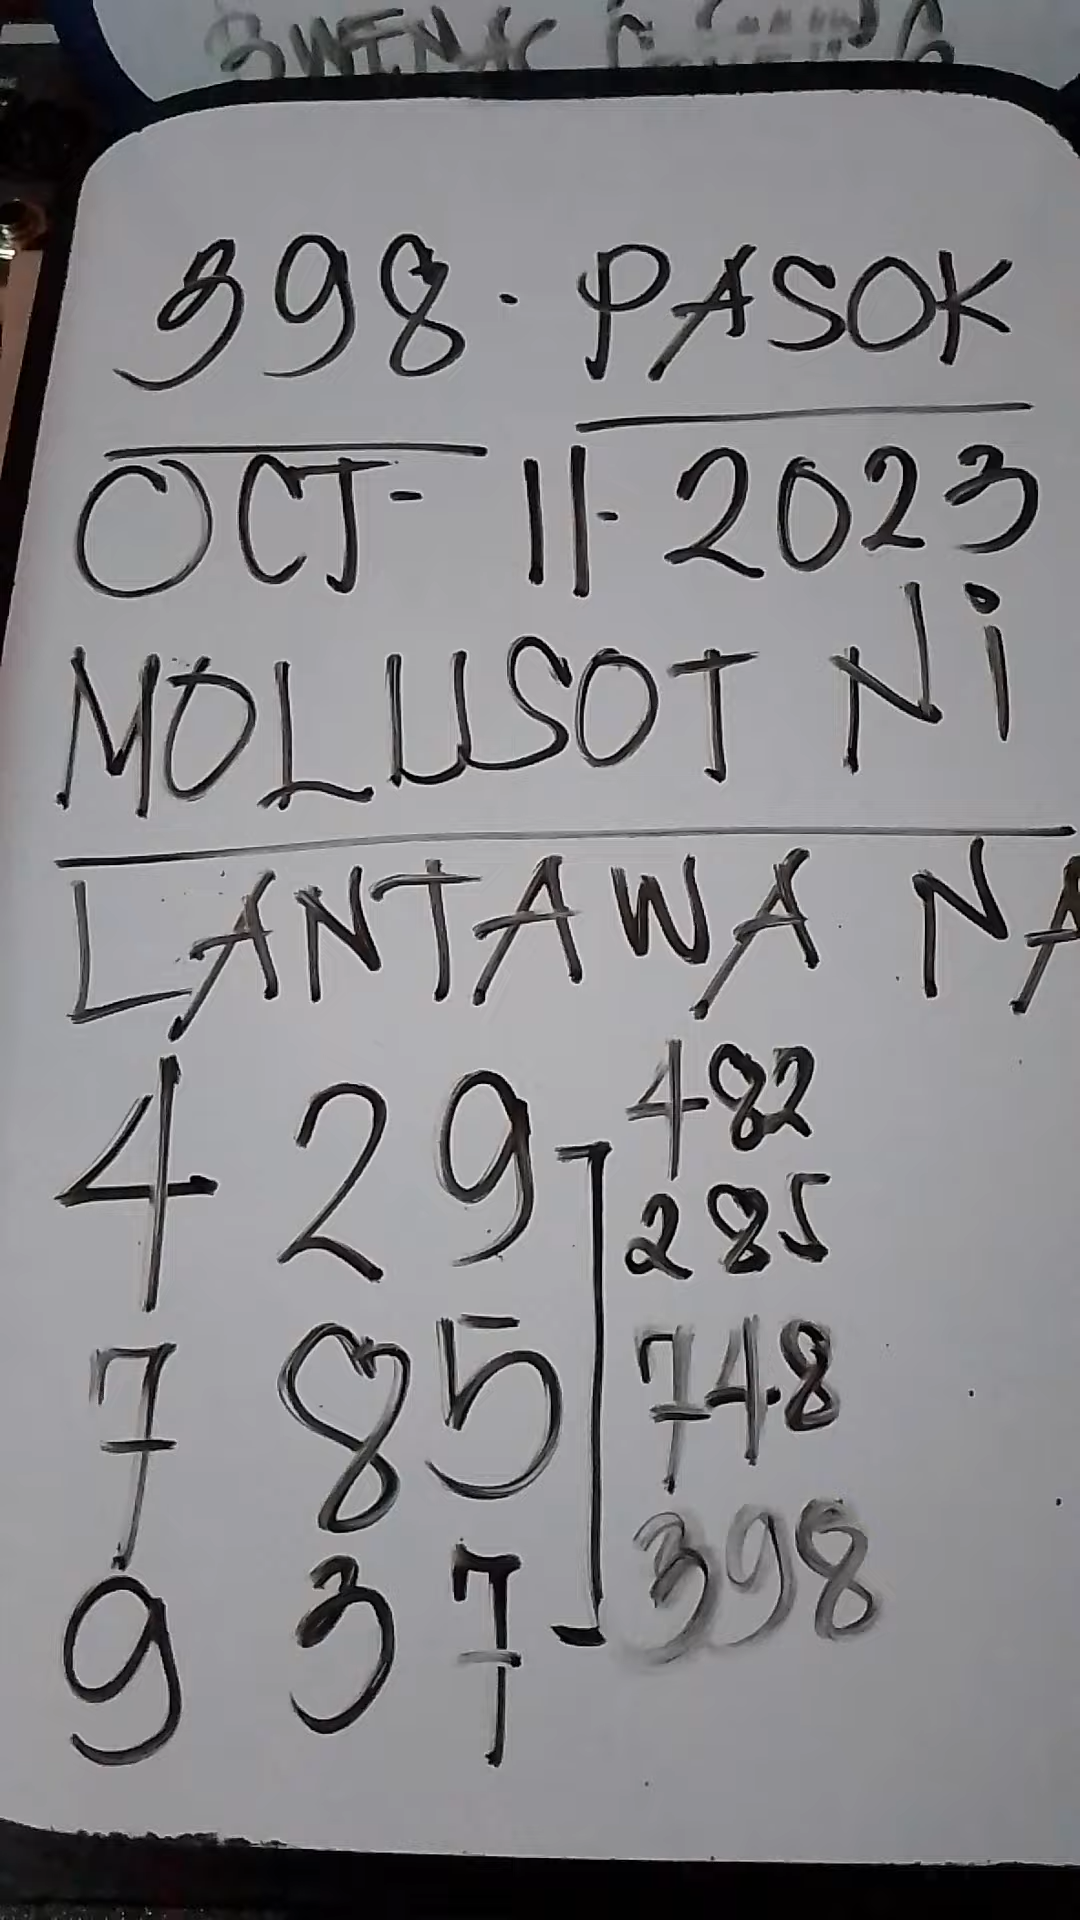 398. PASOK
OCT- 11-2023
MOLUSOT Ni
LANTAWA NA
4 2 9 482
285
7 8 5 748
9 3 7 398